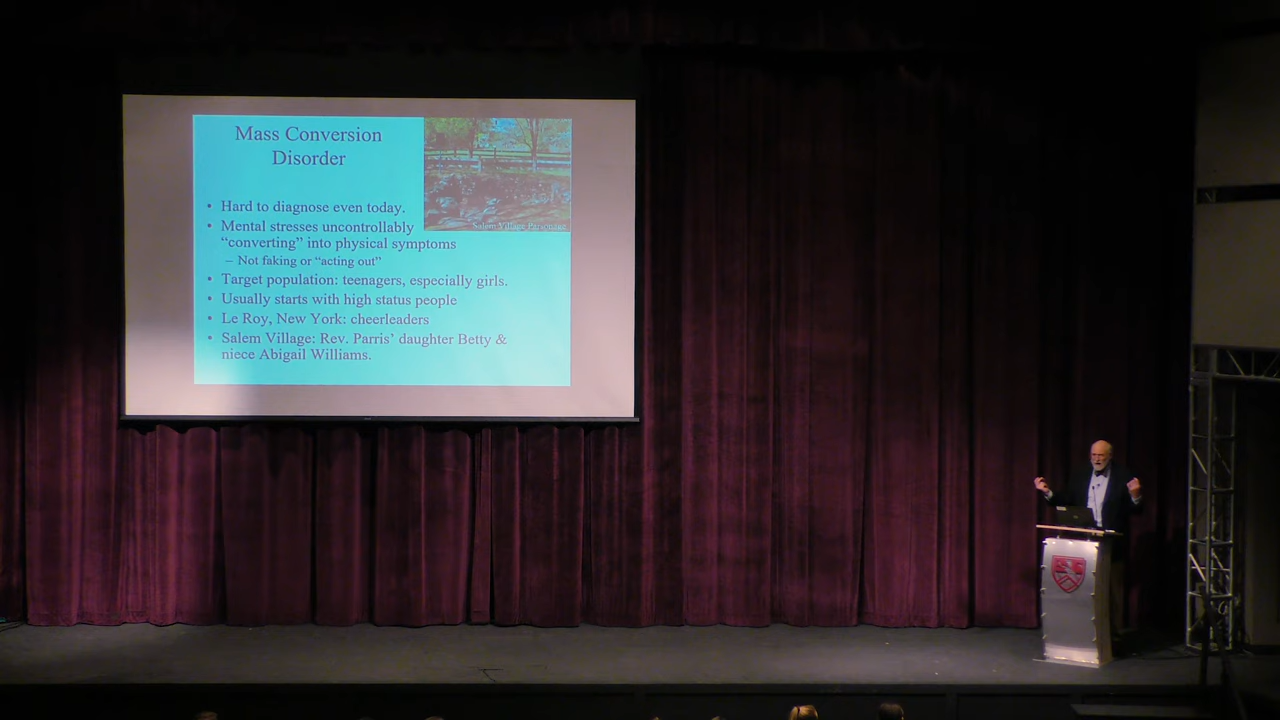 Mass Conversion
Disorder
• Hard to diagnose even today.
• Mental stresses uncontrollably
“converting” into physical symptoms
– Not faking or “acting out”
• Target population: teenagers, especially girls.
• Usually starts with high status people
• Le Roy, New York: cheerleaders
• Salem Village: Rev. Parris’ daughter Betty &
niece Abigail Williams.
Salem Village Parsonage